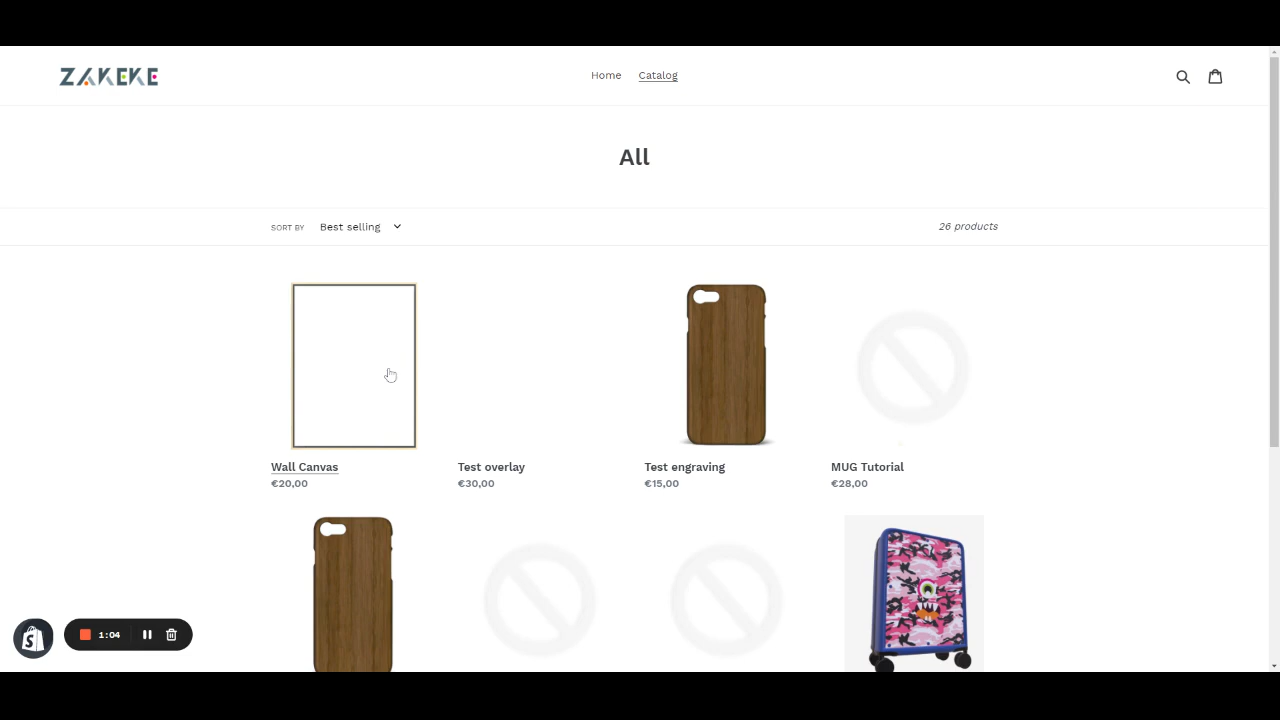 ZAKEKE
Home Catalog
All
SORT BY Best selling
26 products
Wall Canvas
€20,00
Test overlay
€30,00
Test engraving
€15,00
MUG Tutorial
€28,00
1:04